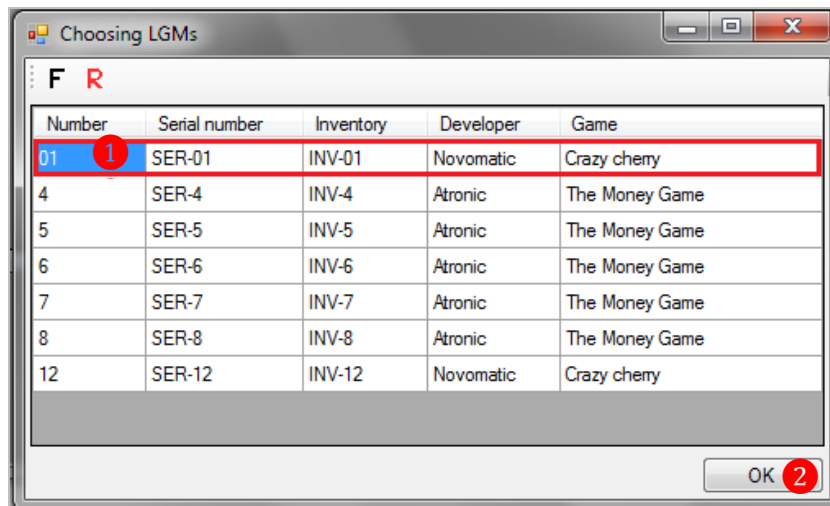 Choosing LGMs
F R
Number Serial number Inventory Developer Game
01 1 SER-01 INV-01 Novomatic Crazy cherry
4 SER-4 INV-4 Atronic The Money Game
5 SER-5 INV-5 Atronic The Money Game
6 SER-6 INV-6 Atronic The Money Game
7 SER-7 INV-7 Atronic The Money Game
8 SER-8 INV-8 Atronic The Money Game
12 SER-12 INV-12 Novomatic Crazy cherry
OK 2